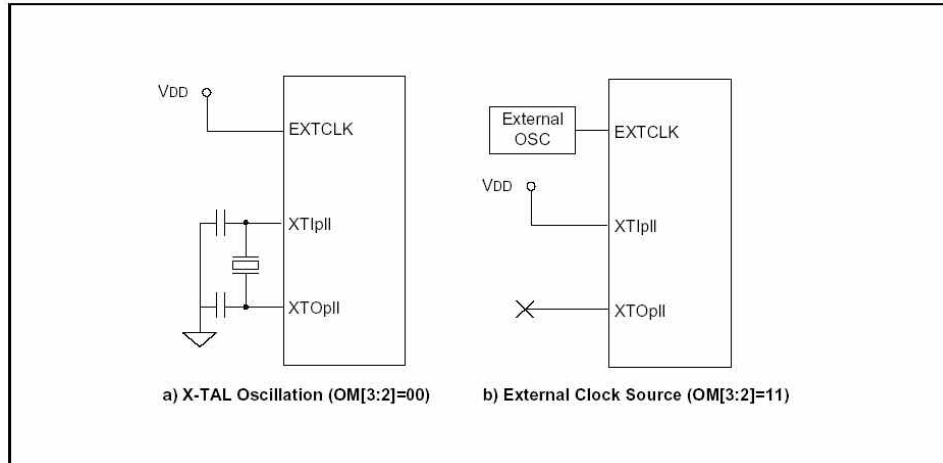 VDD
EXTCLK
XTIpll
XTOpll
a) X-TAL Oscillation (OM[3:2]=00)
External
OSC
EXTCLK
VDD
XTIpll
XTOpll
b) External Clock Source (OM[3:2]=11)